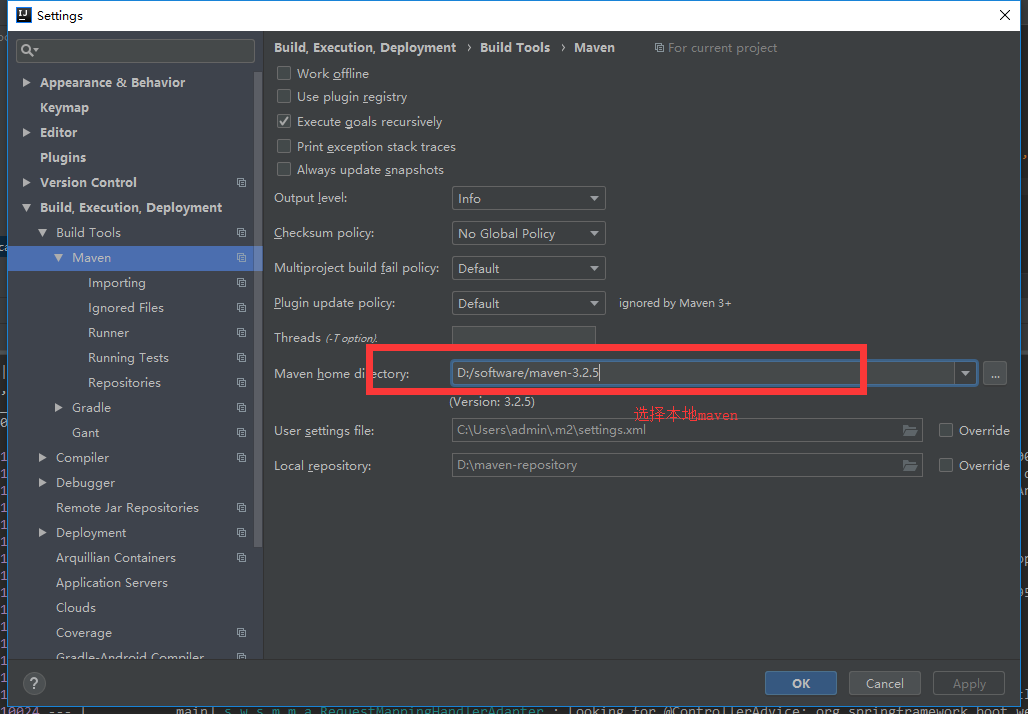 Settings
Build, Execution, Deployment › Build Tools › Maven For current project
Appearance & Behavior
Keymap
Editor
Plugins
Version Control
Build, Execution, Deployment
Build Tools
Maven
Importing
Ignored Files
Runner
Running Tests
Repositories
Gradle
Gant
Compiler
Debugger
Remote Jar Repositories
Deployment
Arquillian Containers
Application Servers
Clouds
Coverage
Gradle-Android Compiler
Work offline
Use plugin registry
Execute goals recursively
Print exception stack traces
Always update snapshots
Output level: Info
Checksum policy: No Global Policy
Multiproject build fail policy: Default
Plugin update policy: Default ignored by Maven 3+
Threads (-T option)
Maven home directory: D:/software/maven-3.2.5 ...
(Version: 3.2.5)
选择本地maven
User settings file: C:\Users\admin\.m2\settings.xml Override
Local repository: D:\maven-repository Override
? OK Cancel Apply
10024 --- [ main] s.w.s.m.m.a.RequestMappingHandlerAdapter : Looking for @ControllerAdvice: org.springframework.boot.w